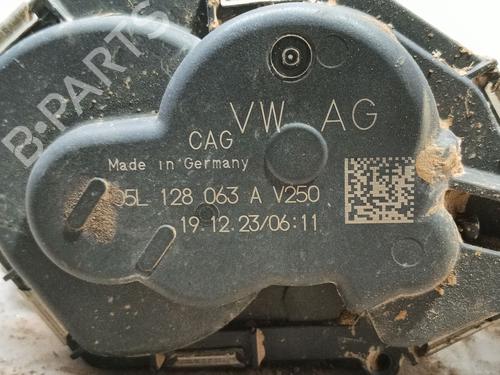 B-PARTS
VW AG
CAG
Made in Germany
05L 128 063 A V250
19.12.23/06:11